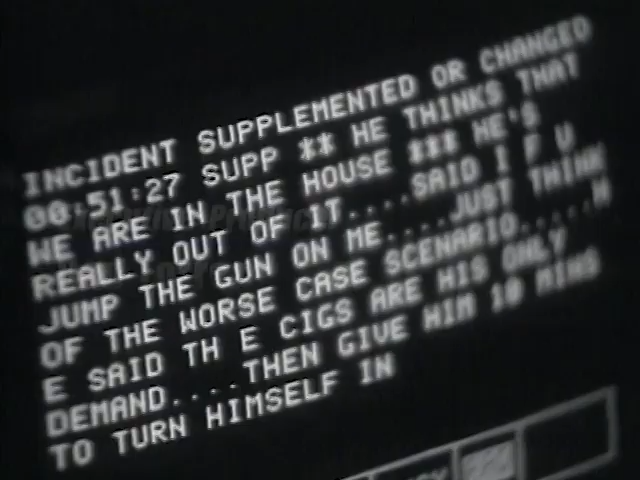 INCIDENT SUPPLEMENTED OR CHANGED
00:51:27 SUPP ** HE THINKS THAT
WE ARE IN THE HOUSE *** HE'S
REALLY OUT OF IT....SAID I F U
JUMP THE GUN ON ME....JUST THINK
OF THE WORSE CASE SCENARIO.....H
E SAID TH E CIGS ARE HIS ONLY
DEMAND....THEN GIVE HIM 10 MINS
TO TURN HIMSELF IN